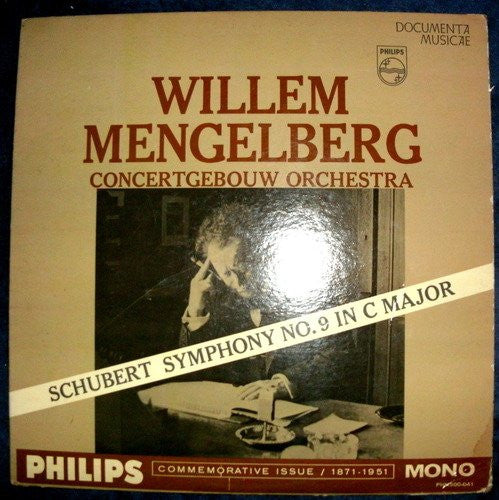 DOCUMENTA
MUSICAE
PHILIPS
WILLEM
MENGELBERG
CONCERTGEBOUW ORCHESTRA
SCHUBERT SYMPHONY NO. 9 IN C MAJOR
PHILIPS
COMMEMORATIVE ISSUE / 1871-1951
MONO